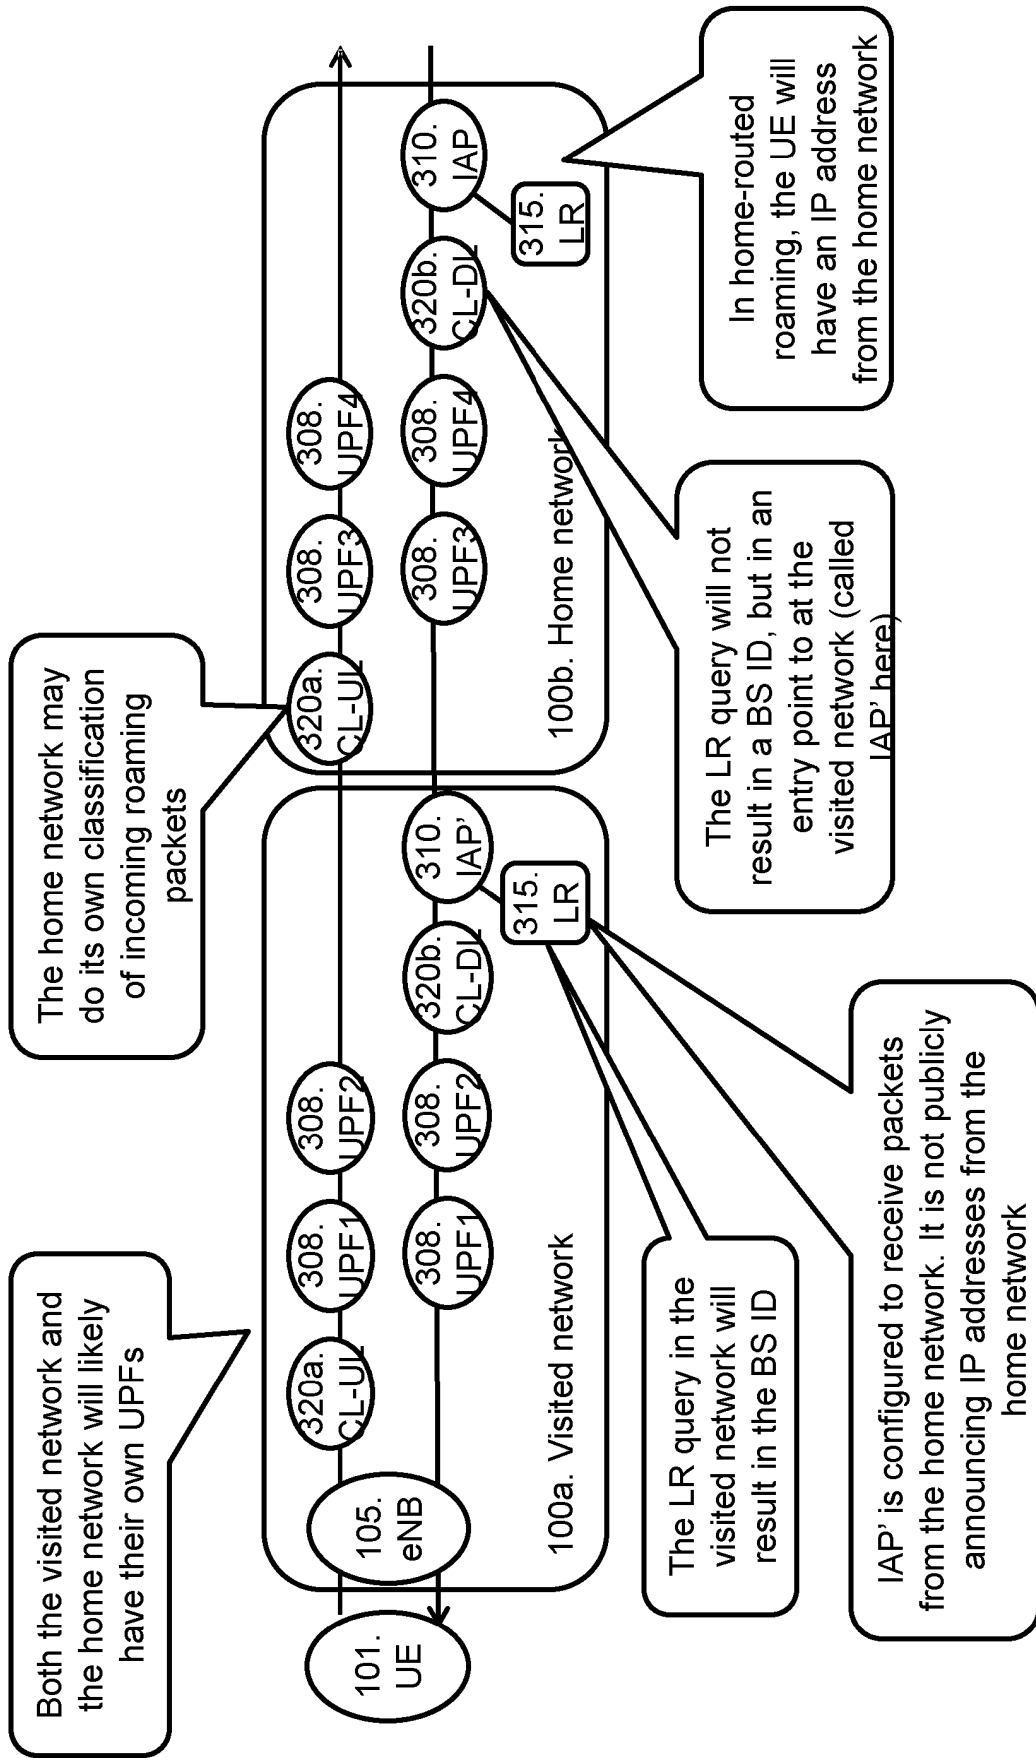 Both the visited network and
the home network will likely
have their own UPFs
The home network may
do its own classification
of incoming roaming
packets
101.
UE
105.
eNB
320a.
CL-UL
308.
UPF1
308.
UPF2
320a.
CL-UL
308.
UPF3
308.
UPF4
308.
UPF1
308.
UPF2
320b.
CL-DL
310.
IAP'
308.
UPF3
308.
UPF4
320b.
CL-DL
310.
IAP
315.
LR
315.
LR
100a. Visited network
100b. Home network
The LR query in the
visited network will
result in the BS ID
The LR query will not
result in a BS ID, but in an
entry point to at the
visited network (called
IAP' here)
In home-routed
roaming, the UE will
have an IP address
from the home network
IAP' is configured to receive packets
from the home network. It is not publicly
announcing IP addresses from the
home network